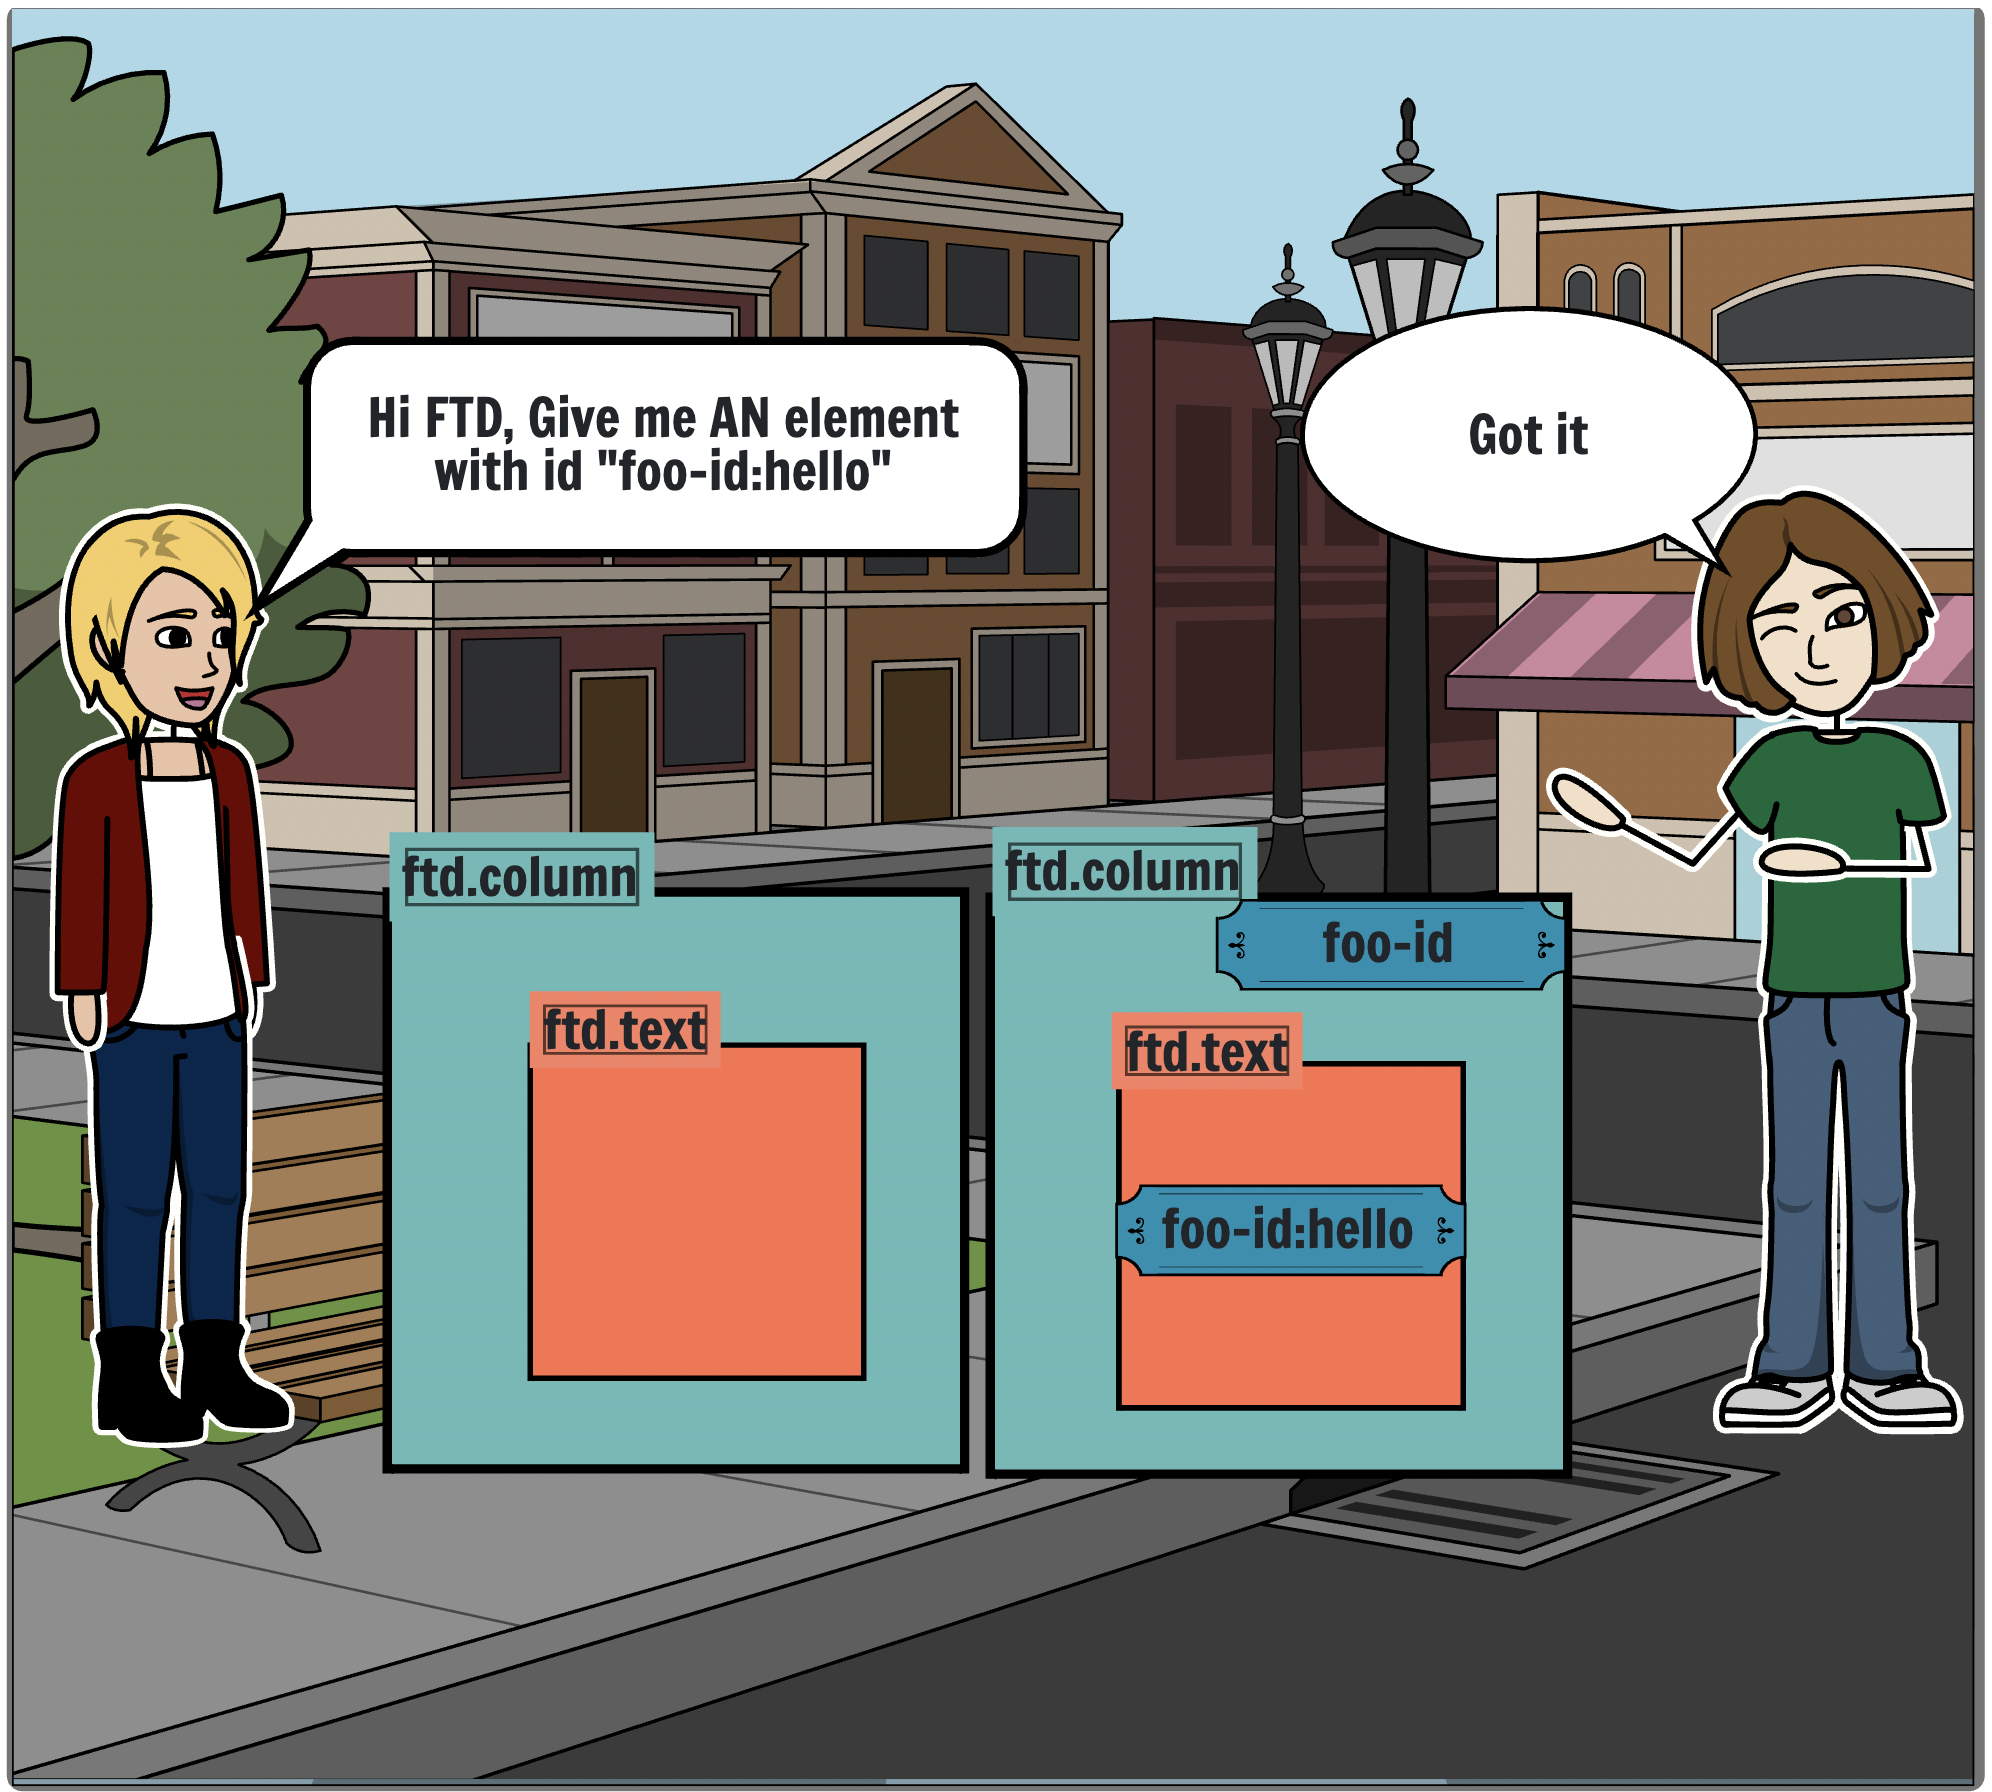 Hi FTD, Give me AN element
with id "foo-id:hello"
Got it
ftd.column
ftd.text
ftd.column
foo-id
ftd.text
foo-id:hello